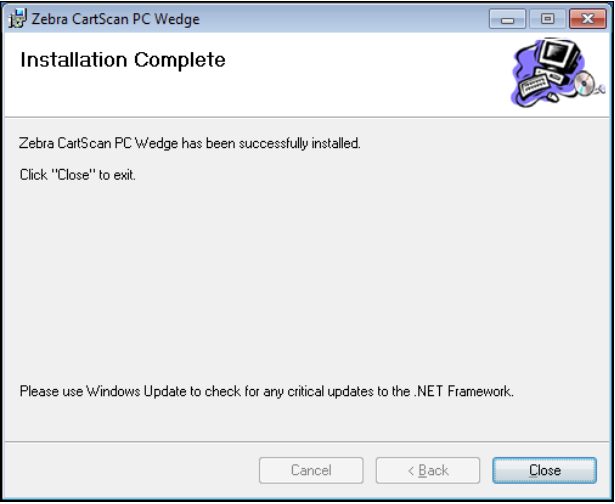 Zebra CartScan PC Wedge
Installation Complete
Zebra CartScan PC Wedge has been successfully installed.
Click "Close" to exit.
Please use Windows Update to check for any critical updates to the .NET Framework.
Cancel
< Back
Close